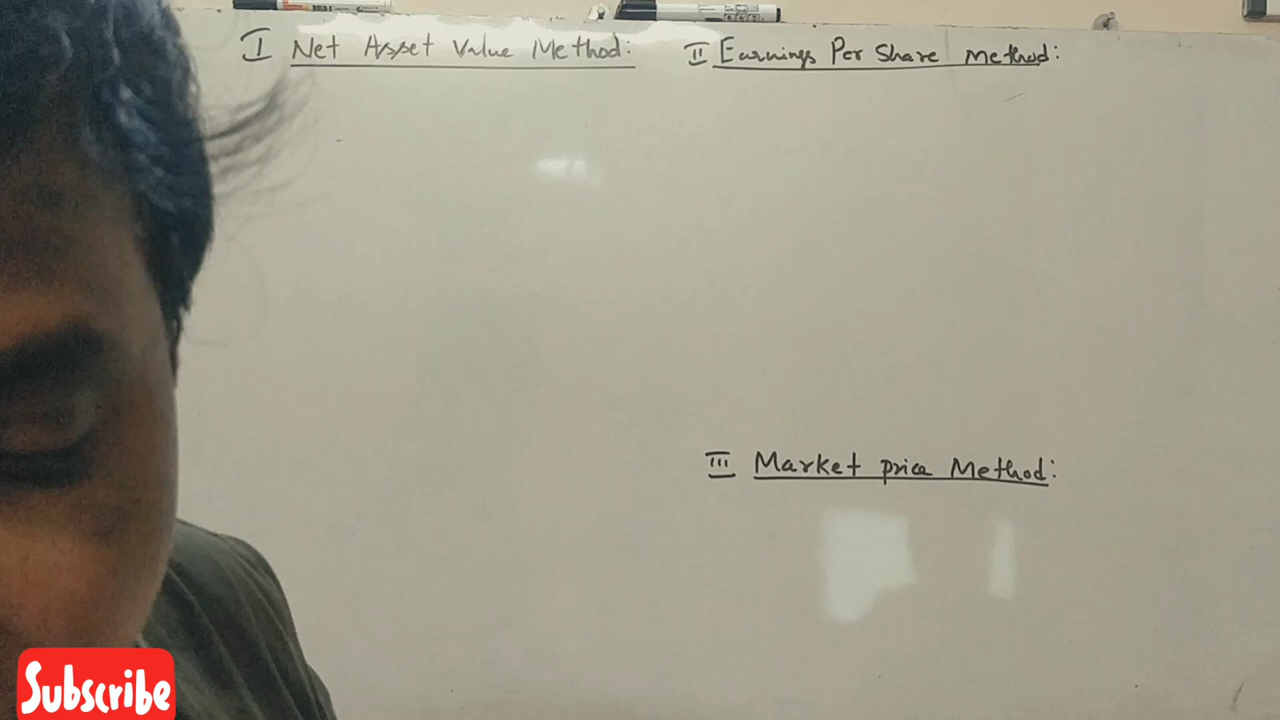 I Net Asset Value Method:
II Earnings Per Share Method:
III Market price Method:
Subscribe